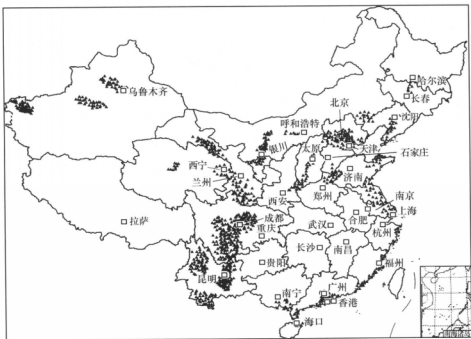 哈尔滨
乌鲁木齐
长春
北京
沈阳
呼和浩特
银川
太原
天津
石家庄
西宁
济南
兰州
郑州
西安
南京
拉萨
成都
合肥
上海
重庆
武汉
杭州
长沙
南昌
贵阳
福州
昆明
南宁
广州
香港
海口